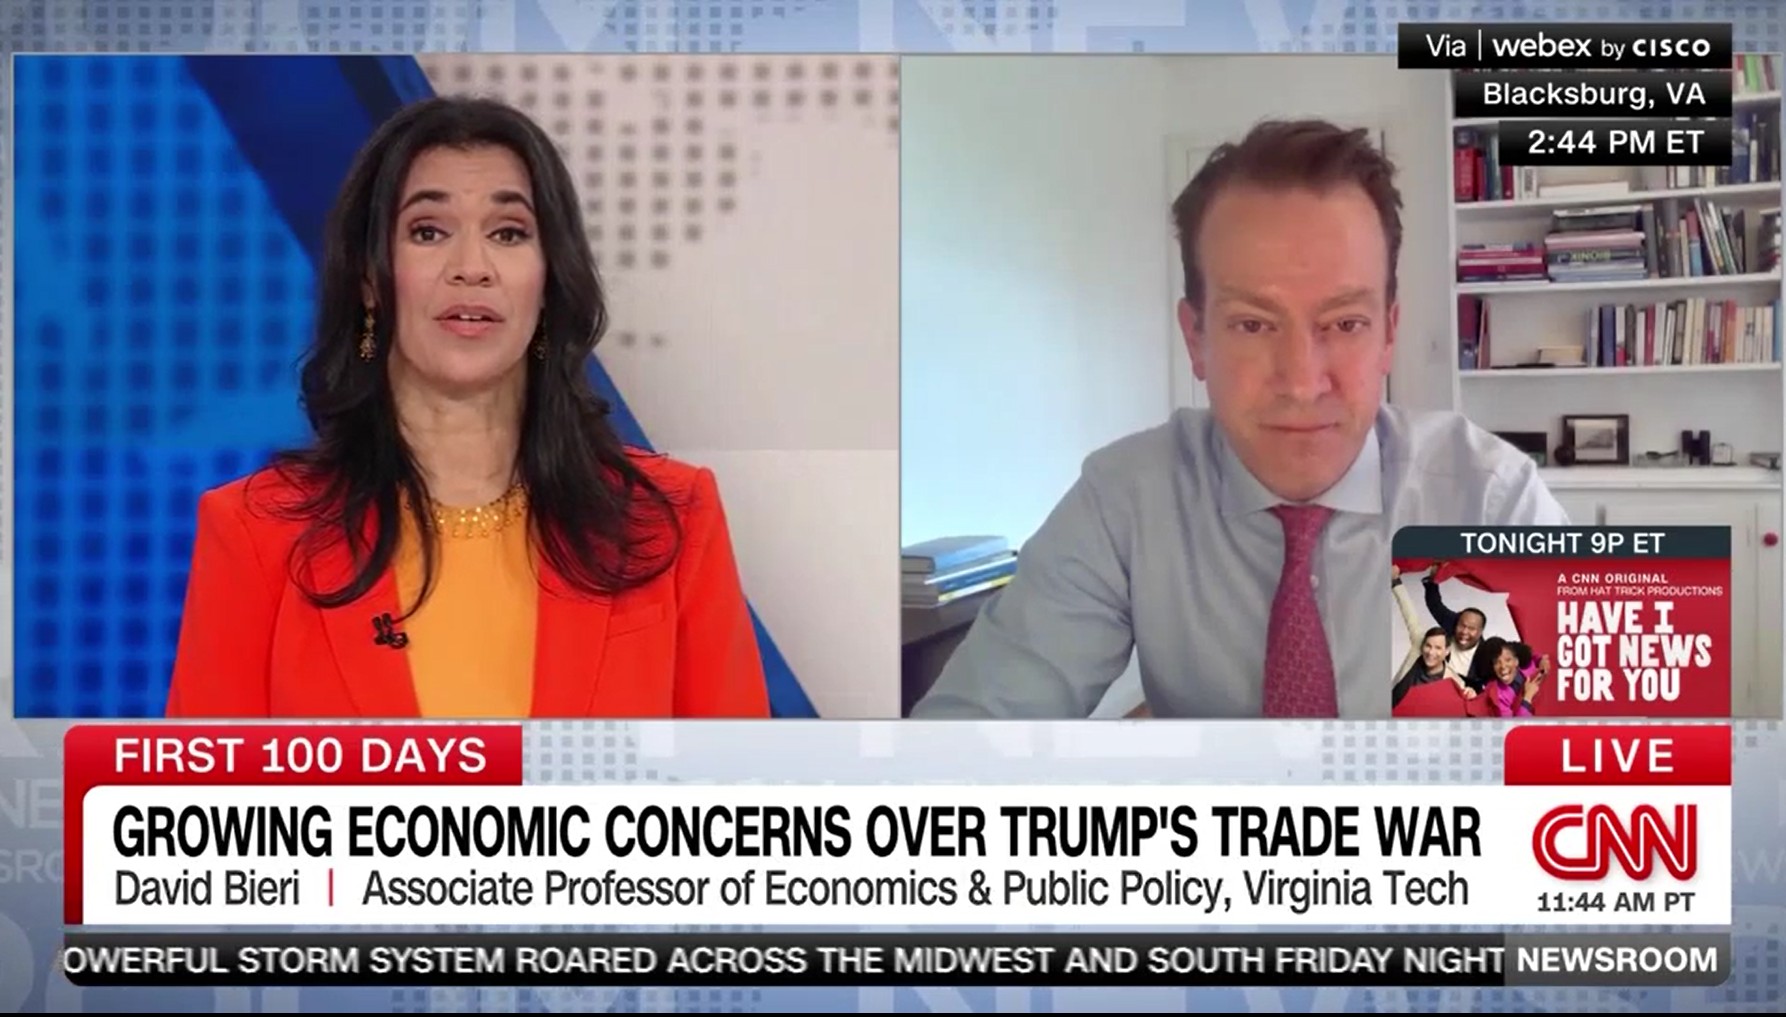 Via | webex by CISCO
Blacksburg, VA
2:44 PM ET
TONIGHT 9P ET
A CNN ORIGINAL
FROM HAT TRICK PRODUCTIONS
HAVE I
GOT NEWS
FOR YOU
FIRST 100 DAYS
LIVE
GROWING ECONOMIC CONCERNS OVER TRUMP'S TRADE WAR
David Bieri | Associate Professor of Economics & Public Policy, Virginia Tech
CNN
11:44 AM PT
OWERFUL STORM SYSTEM ROARED ACROSS THE MIDWEST AND SOUTH FRIDAY NIGHT
NEWSROOM